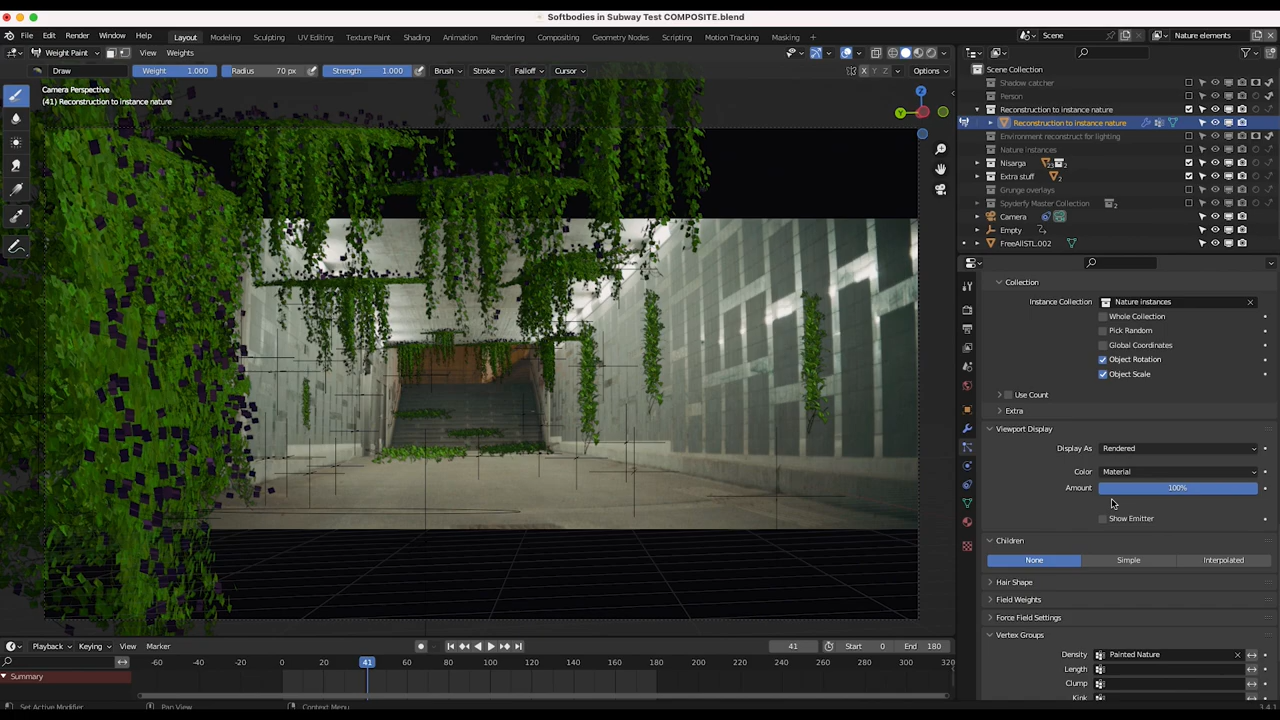 Softbodies in Subway Test COMPOSITE.blend
File Edit Render Window Help Layout Modeling Sculpting UV Editing Texture Paint Shading Animation Rendering Compositing Geometry Nodes Scripting Motion Tracking Masking Scene Nature elements
Weight Paint View Weights
Draw Weight 1.000 Radius 70 px Strength 1.000 Brush Stroke Falloff Cursor X Y Z Options
Camera Perspective
(41) Reconstruction to instance nature
Z
Y
Scene Collection
Shadow catcher
Person
Reconstruction to instance nature
Reconstruction to instance nature
Environment reconstruct for lighting
Nature instances
Nisarga
Extra stuff 2
Grunge overlays
Spyderfy Master Collection 2
Camera
Empty
FreeAllSTL.002
Collection
Instance Collection Nature instances
Whole Collection
Pick Random
Global Coordinates
Object Rotation
Object Scale
Use Count
Extra
Viewport Display
Display As Rendered
Color Material
Amount 100%
Show Emitter
Children
None Simple Interpolated
Hair Shape
Field Weights
Force Field Settings
Vertex Groups
Density Painted Nature
Length
Clump
Kink
Playback Keying View Marker 41 Start 0 End 180
-60 -40 -20 0 20 41 60 80 100 120 140 160 180 200 220 240 260 280 300 320
Summary
Set Active Modifier Pan View Context Menu 3.4.1